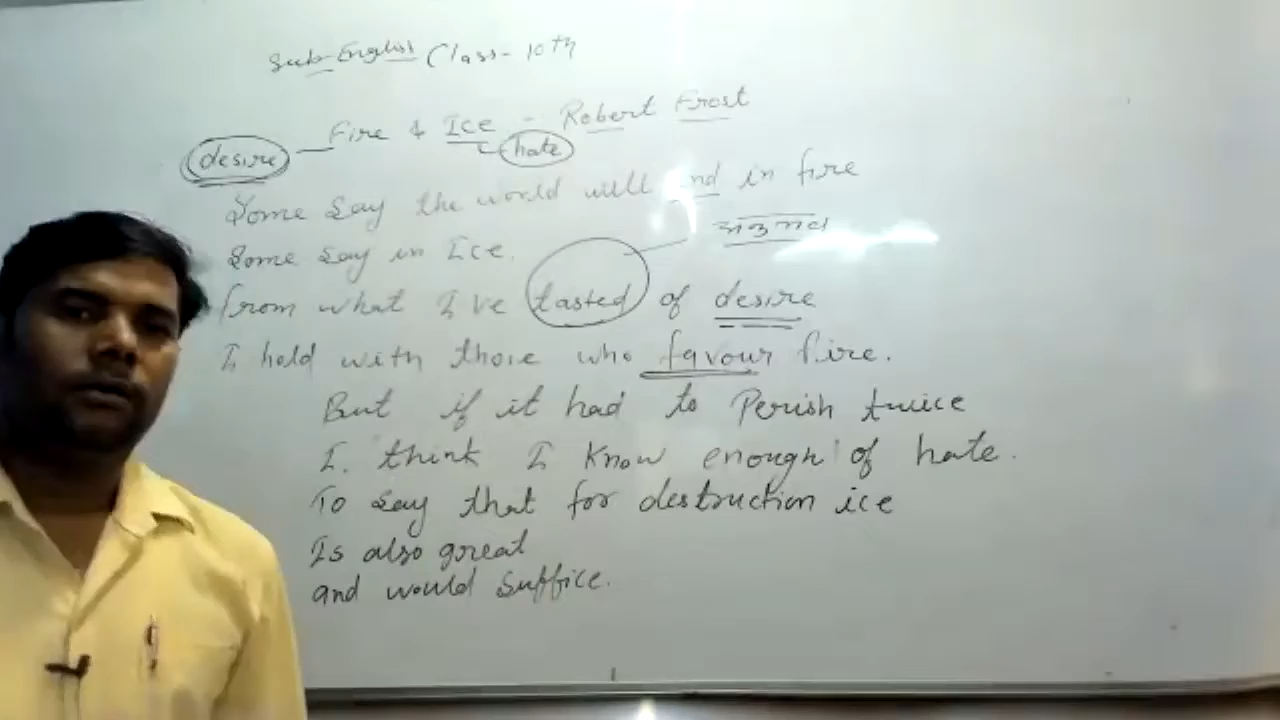 Sub-English Class-10th
Fire & Ice - Robert Frost
desire
hate
Some say the world will end in fire
अनुभव
Some say in Ice.
from what I've tasted of desire
I hold with those who favour fire.
But if it had to Perish twice
I. think I know enough of hate.
To say that for destruction ice
Is also great
and would suffice.